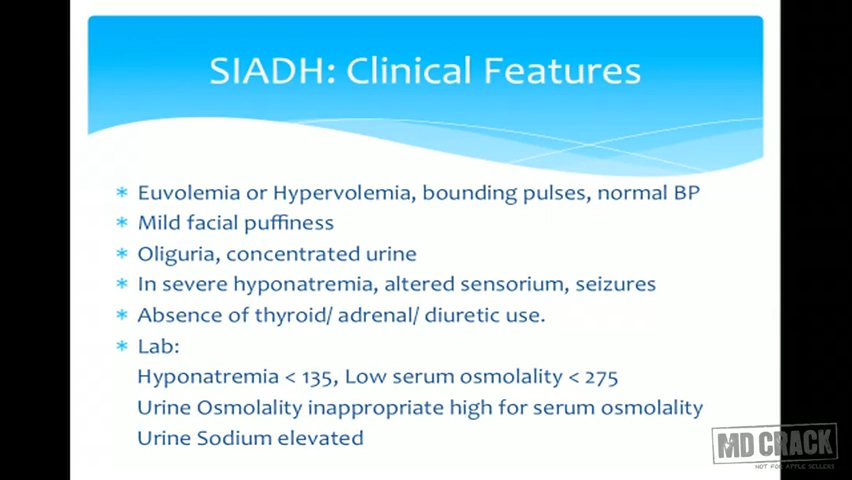 SIADH: Clinical Features
* Euvolemia or Hypervolemia, bounding pulses, normal BP
* Mild facial puffiness
* Oliguria, concentrated urine
* In severe hyponatremia, altered sensorium, seizures
* Absence of thyroid/ adrenal/ diuretic use.
* Lab:
Hyponatremia < 135, Low serum osmolality < 275
Urine Osmolality inappropriate high for serum osmolality
Urine Sodium elevated
MD CRACK
NOT FOR APPLE SELLERS